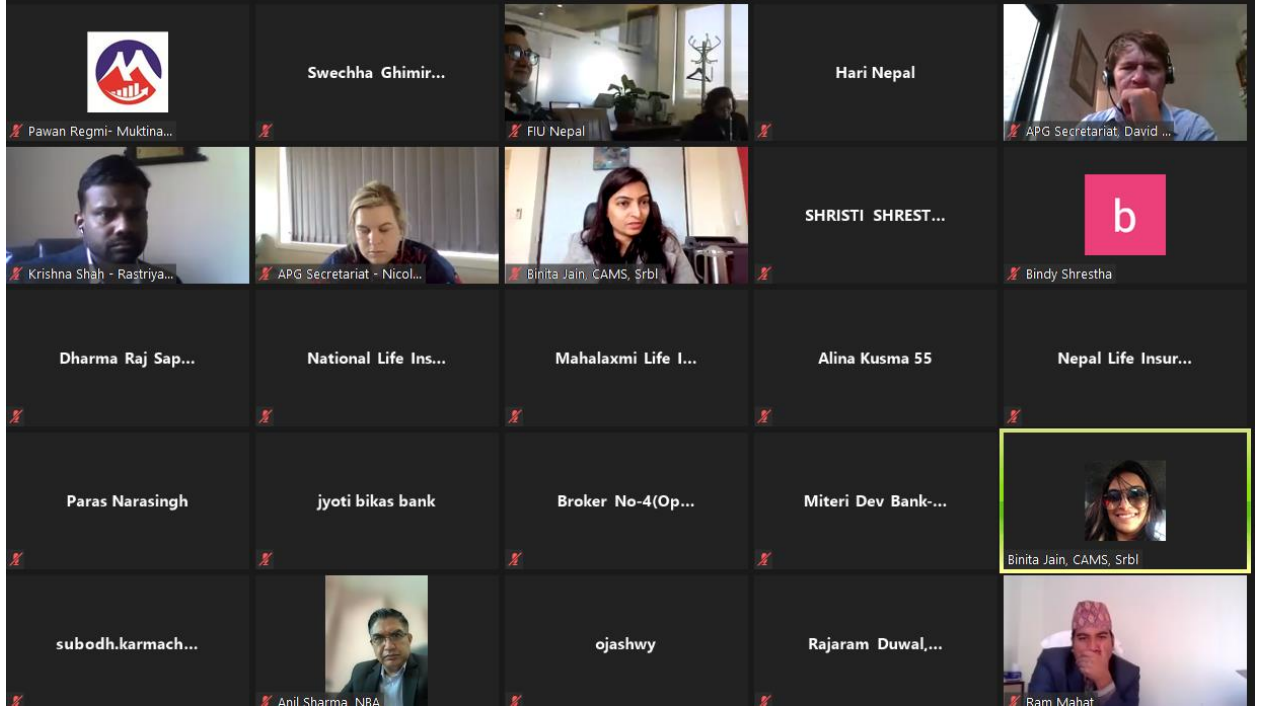 Pawan Regmi- Muktina...
Swechha Ghimir...
FIU Nepal
Hari Nepal
APG Secretariat, David ...
Krishna Shah - Rastriya...
APG Secretariat - Nicol...
Binita Jain, CAMS, Srbl
SHRISTI SHREST...
b
Bindy Shrestha
Dharma Raj Sap...
National Life Ins...
Mahalaxmi Life I...
Alina Kusma 55
Nepal Life Insur...
Paras Narasingh
jyoti bikas bank
Broker No-4(Op...
Miteri Dev Bank-...
Binita Jain, CAMS, Srbl
subodh.karmach...
Anil Sharma, NBA
ojashwy
Rajaram Duwal,...
Ram Mahat